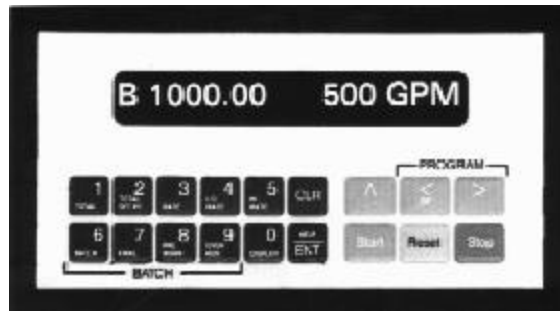 B 1000.00 500 GPM
PROGRAM
1 2 3 4 5 CLR ∧ < >
TOTAL RATE
6 7 8 9 0 ENT Start Reset Stop
BATCH